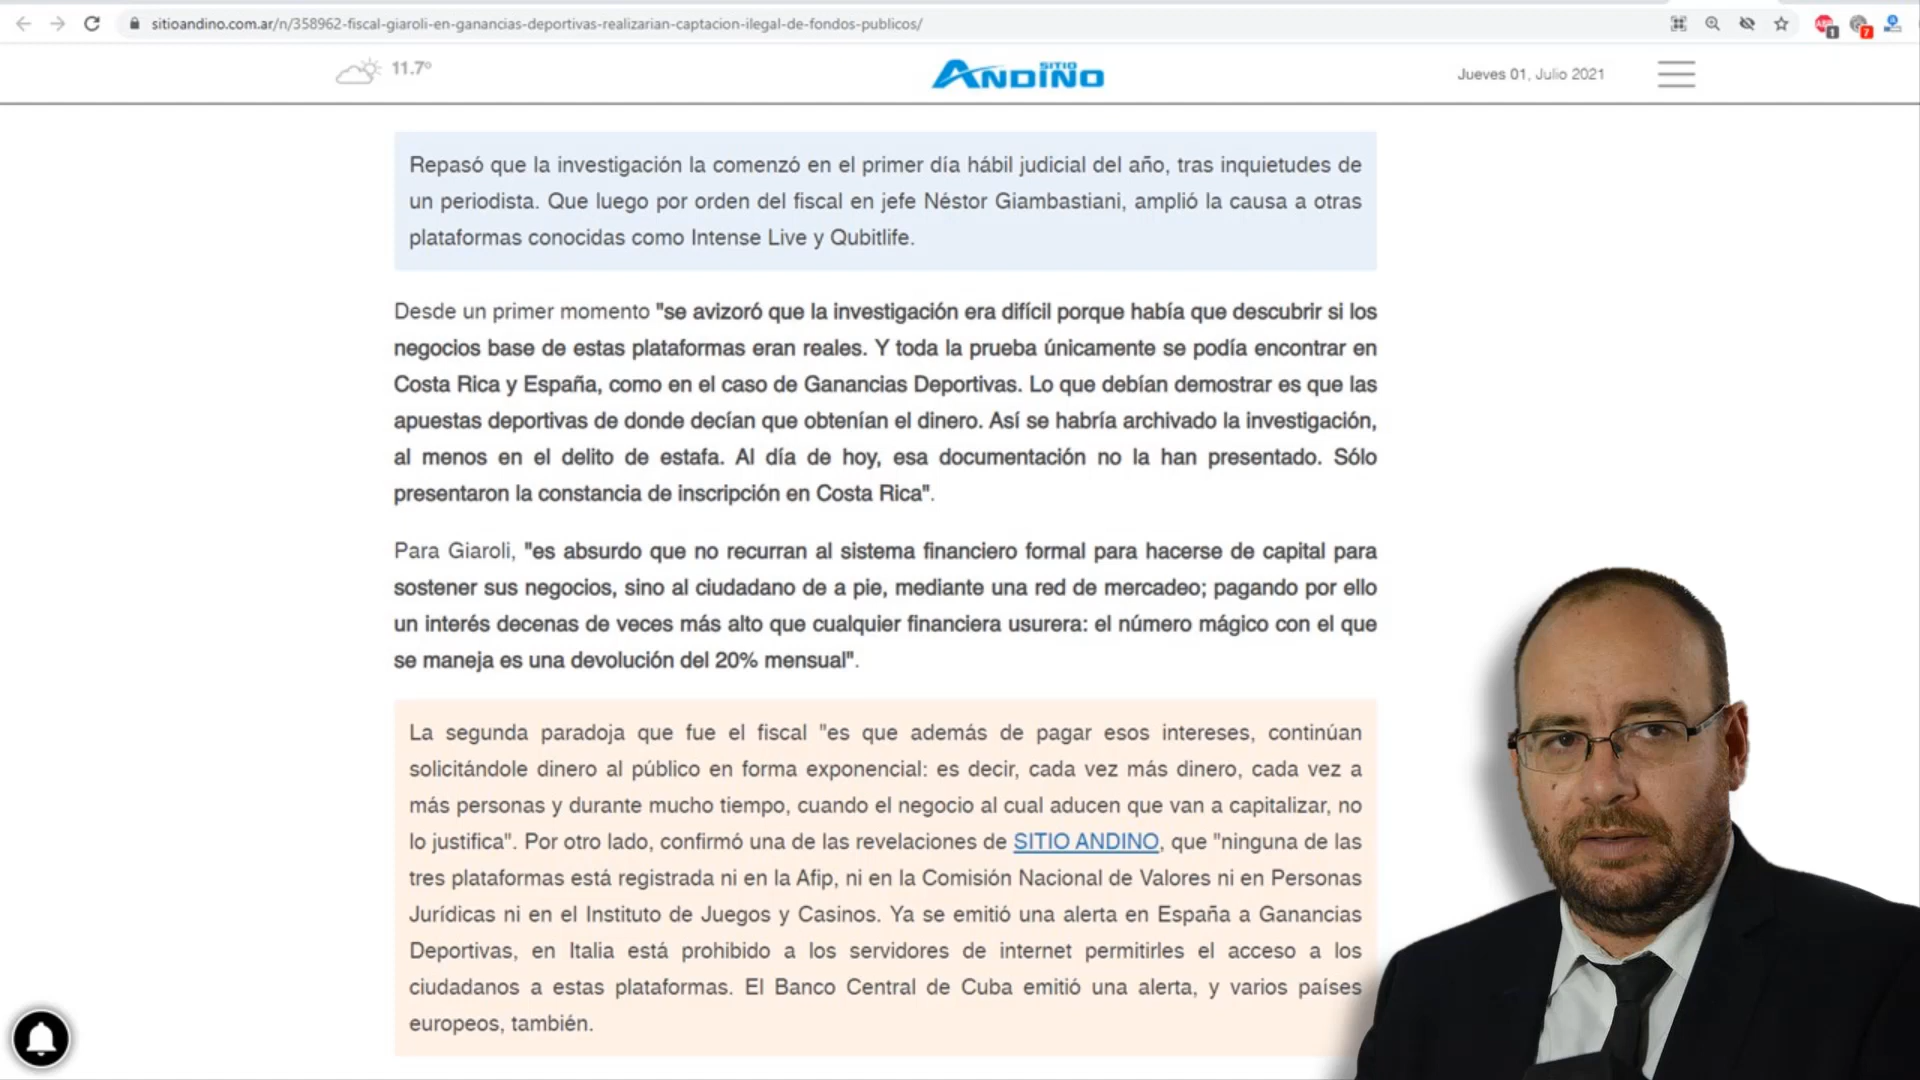 sitioandino.com.ar/n/358962-fiscal-giaroli-en-ganancias-deportivas-realizarian-captacion-ilegal-de-fondos-publicos/
1
7
11.7°
SITIO
ANDINO
Jueves 01, Julio 2021
Repasó que la investigación la comenzó en el primer día hábil judicial del año, tras inquietudes de
un periodista. Que luego por orden del fiscal en jefe Néstor Giambastiani, amplió la causa a otras
plataformas conocidas como Intense Live y Qubitlife.
Desde un primer momento "se avizoró que la investigación era difícil porque había que descubrir si los
negocios base de estas plataformas eran reales. Y toda la prueba únicamente se podía encontrar en
Costa Rica y España, como en el caso de Ganancias Deportivas. Lo que debían demostrar es que las
apuestas deportivas de donde decían que obtenían el dinero. Así se habría archivado la investigación,
al menos en el delito de estafa. Al día de hoy, esa documentación no la han presentado. Sólo
presentaron la constancia de inscripción en Costa Rica".
Para Giaroli, "es absurdo que no recurran al sistema financiero formal para hacerse de capital para
sostener sus negocios, sino al ciudadano de a pie, mediante una red de mercadeo; pagando por ello
un interés decenas de veces más alto que cualquier financiera usurera: el número mágico con el que
se maneja es una devolución del 20% mensual".
La segunda paradoja que fue el fiscal "es que además de pagar esos intereses, continúan
solicitándole dinero al público en forma exponencial: es decir, cada vez más dinero, cada vez a
más personas y durante mucho tiempo, cuando el negocio al cual aducen que van a capitalizar, no
lo justifica". Por otro lado, confirmó una de las revelaciones de SITIO ANDINO, que "ninguna de las
tres plataformas está registrada ni en la Afip, ni en la Comisión Nacional de Valores ni en Personas
Jurídicas ni en el Instituto de Juegos y Casinos. Ya se emitió una alerta en España a Ganancias
Deportivas, en Italia está prohibido a los servidores de internet permitirles el acceso a los
ciudadanos a estas plataformas. El Banco Central de Cuba emitió una alerta, y varios países
europeos, también.